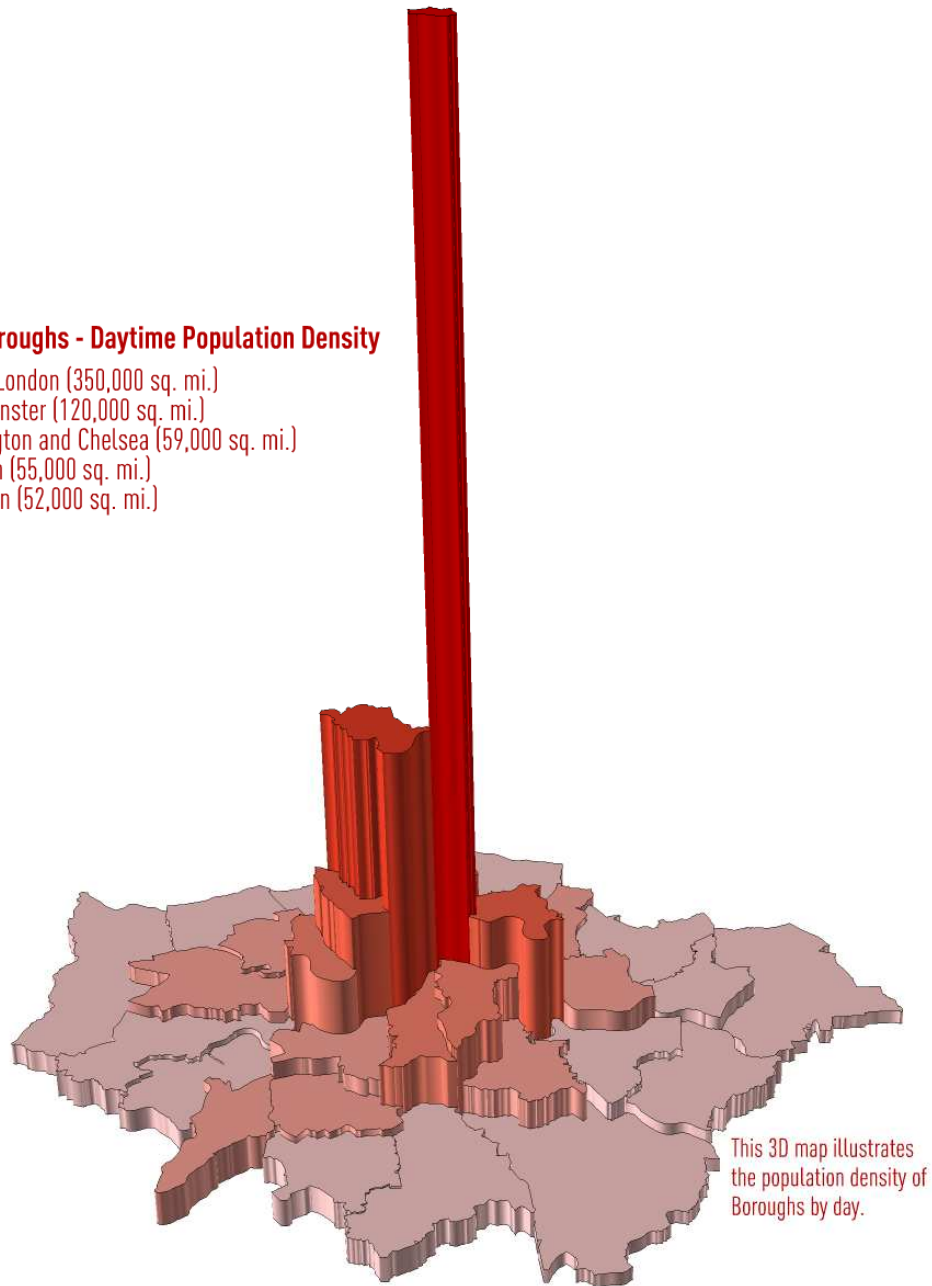 roughs - Daytime Population Density
London (350,000 sq. mi.)
nster (120,000 sq. mi.)
gton and Chelsea (59,000 sq. mi.)
n (55,000 sq. mi.)
n (52,000 sq. mi.)
This 3D map illustrates
the population density of
Boroughs by day.